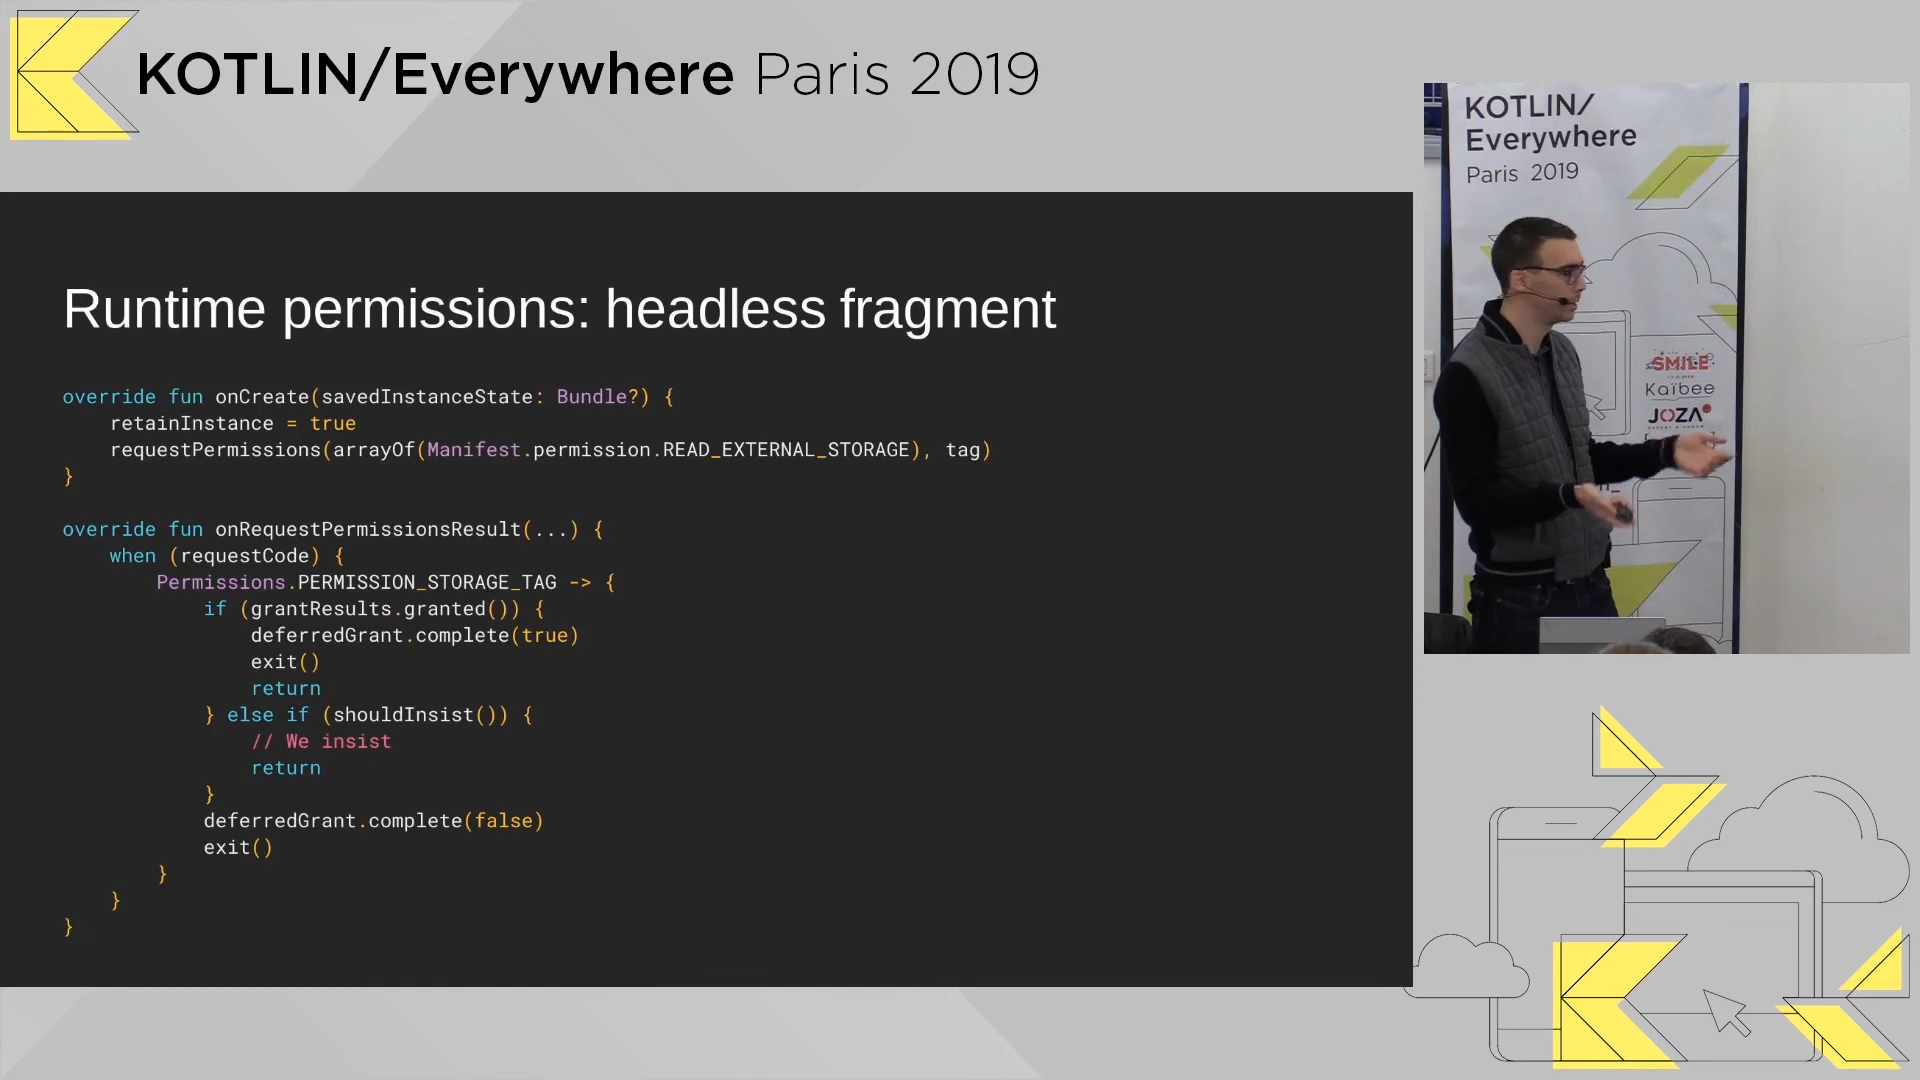 KOTLIN/Everywhere Paris 2019
Runtime permissions: headless fragment
override fun onCreate(savedInstanceState: Bundle?) {
    retainInstance = true
    requestPermissions(arrayOf(Manifest.permission.READ_EXTERNAL_STORAGE), tag)
}
override fun onRequestPermissionsResult(...) {
    when (requestCode) {
        Permissions.PERMISSION_STORAGE_TAG -> {
            if (grantResults.granted()) {
                deferredGrant.complete(true)
                exit()
                return
            } else if (shouldInsist()) {
                // We insist
                return
            }
            deferredGrant.complete(false)
            exit()
        }
    }
}
KOTLIN/
Everywhere
Paris 2019
SMILE
Kaïbee
JOZA